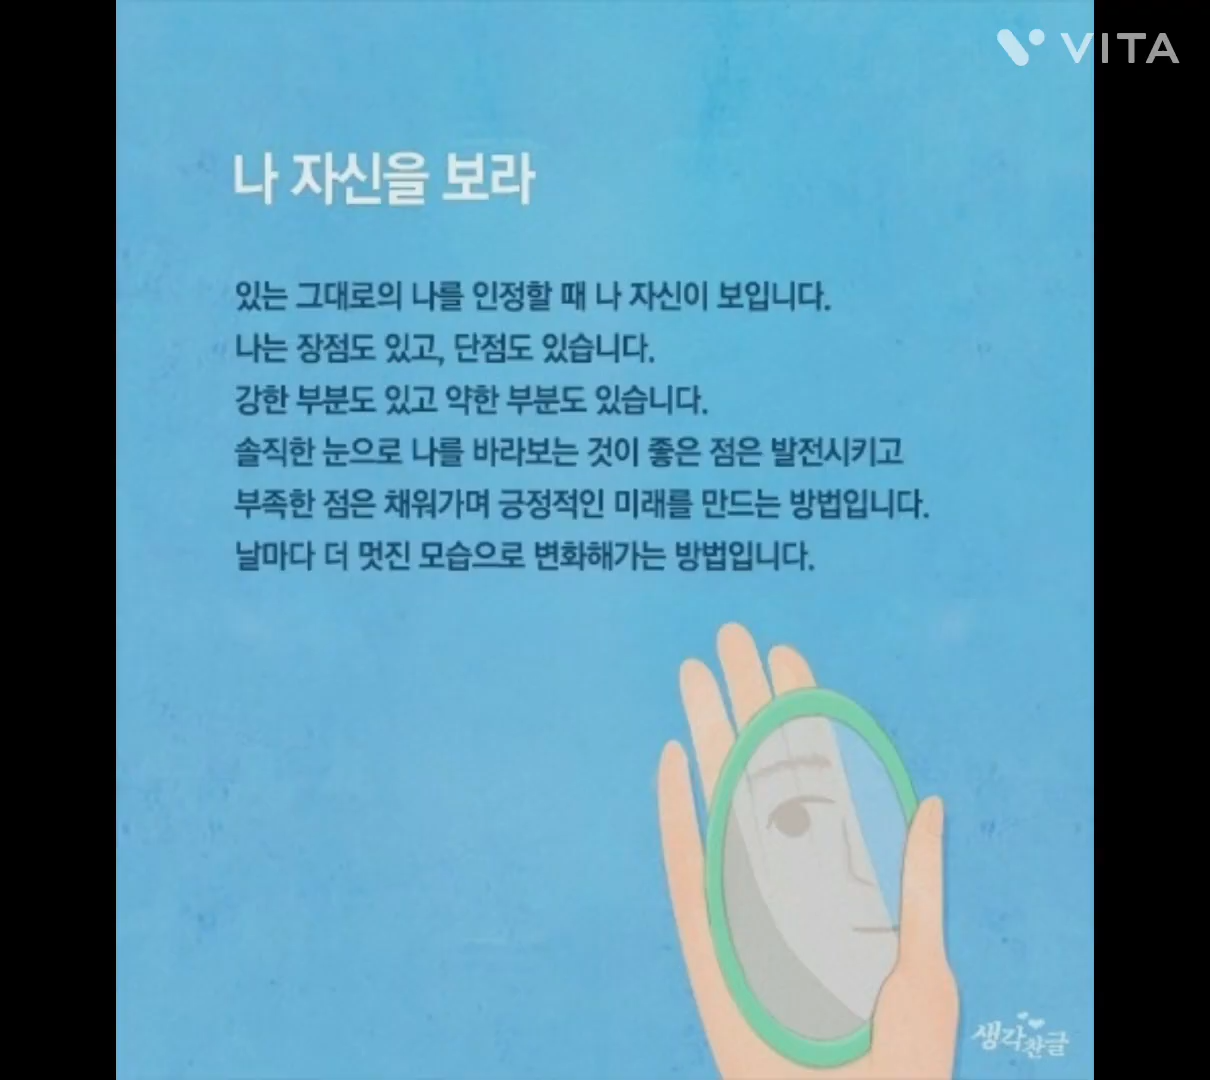 VITA
나 자신을 보라
있는 그대로의 나를 인정할 때 나 자신이 보입니다.
나는 장점도 있고, 단점도 있습니다.
강한 부분도 있고 약한 부분도 있습니다.
솔직한 눈으로 나를 바라보는 것이 좋은 점은 발전시키고
부족한 점은 채워가며 긍정적인 미래를 만드는 방법입니다.
날마다 더 멋진 모습으로 변화해가는 방법입니다.
생각찬글